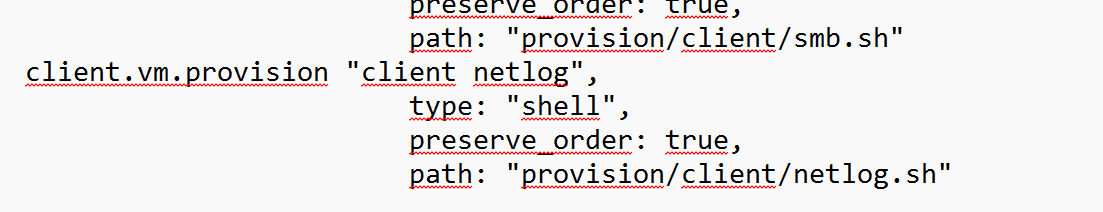 preserve_order: true,
path: "provision/client/smb.sh"
client.vm.provision "client netlog",
type: "shell",
preserve_order: true,
path: "provision/client/netlog.sh"